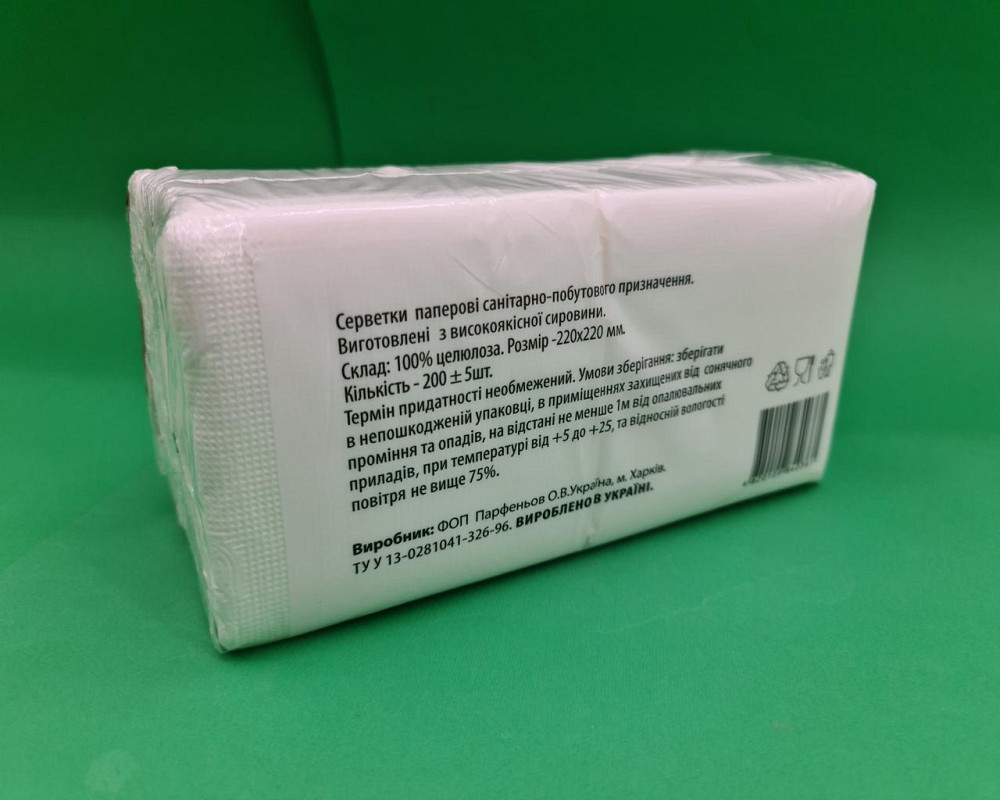 Серветки паперові санітарно-побутового призначення.
Виготовлені з високоякісної сировини.
Склад: 100% целюлоза. Розмір -220х220 мм.
Кількість - 200 ± 5шт.
Термін придатності необмежений. Умови зберігання: зберігати
в непошкодженій упаковці, в приміщеннях захищених від сонячного
проміння та опадів, на відстані не менше 1м від опалювальних
приладів, при температурі від +5 до +25, та відносній вологості
повітря не вище 75%.
Виробник: ФОП Парфеньов О.В.Україна, м. Харків.
ТУ У 13-0281041-326-96. ВИРОБЛЕНО В УКРАЇНІ.